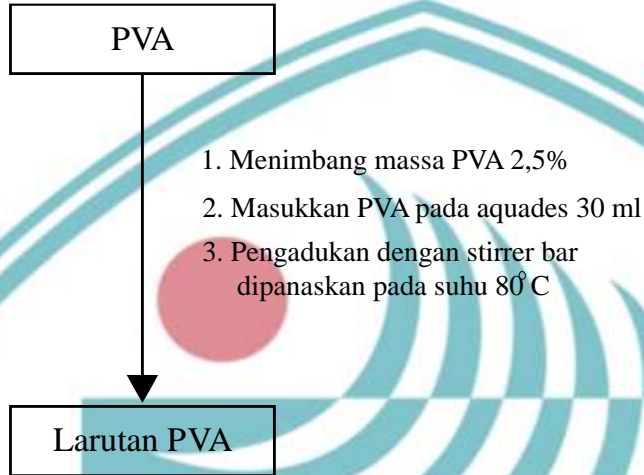 PVA
1. Menimbang massa PVA 2,5%
2. Masukkan PVA pada aquades 30 ml
3. Pengadukan dengan stirrer bar
dipanaskan pada suhu 80°C
Larutan PVA